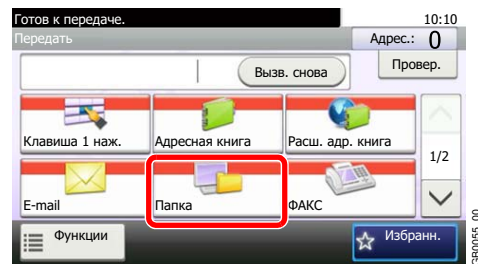 Готов к передаче. 10:10
Передать Адрес.: 0
Вызв. снова Провер.
Клавиша 1 наж. Адресная книга Расш. адр. книга
1/2
E-mail Папка ФАКС
Функции Избранн.
GB0055_00